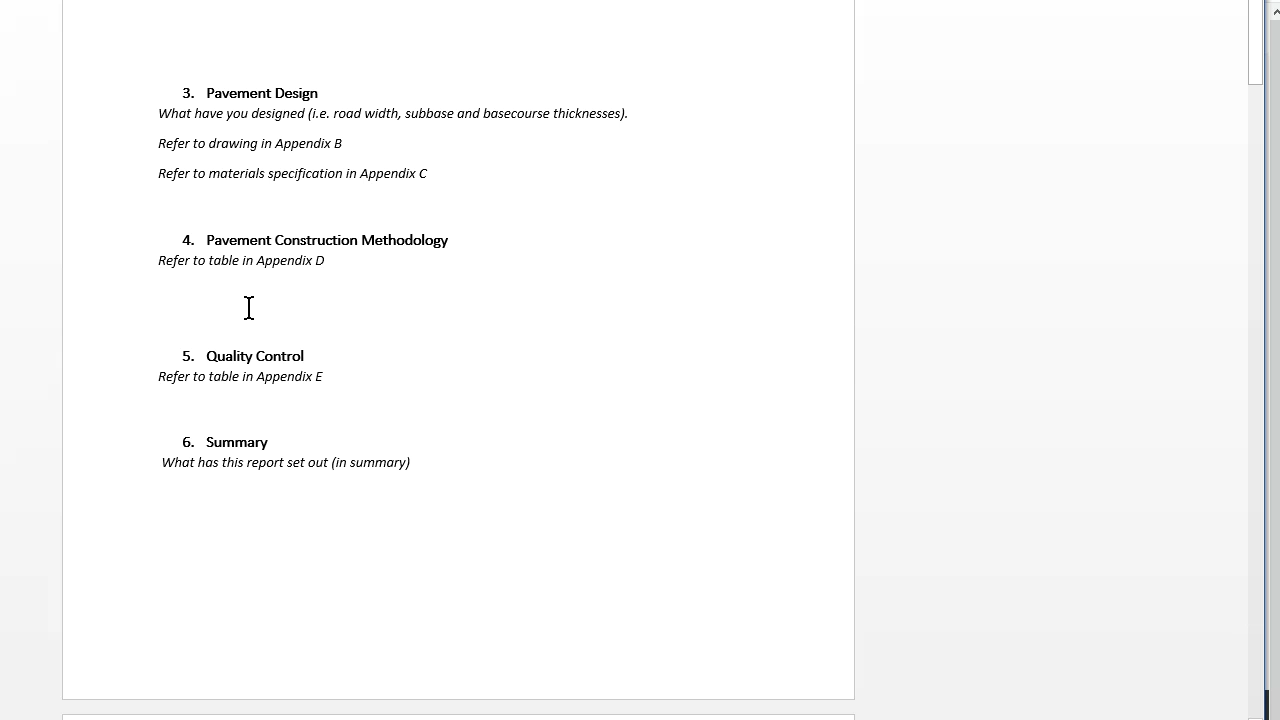 3. Pavement Design
What have you designed (i.e. road width, subbase and basecourse thicknesses).
Refer to drawing in Appendix B
Refer to materials specification in Appendix C
4. Pavement Construction Methodology
Refer to table in Appendix D
5. Quality Control
Refer to table in Appendix E
6. Summary
What has this report set out (in summary)